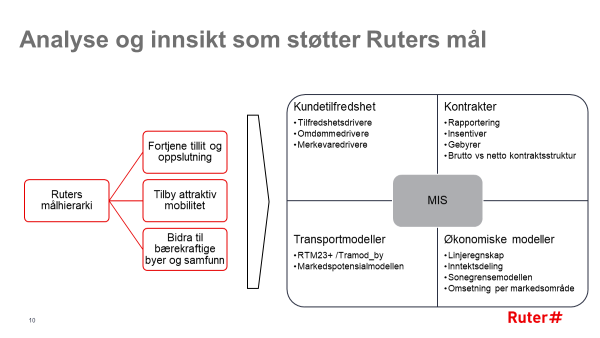 Analyse og innsikt som støtter Ruters mål
Ruters
målhierarki
Fortjene tillit og
oppslutning
Tilby attraktiv
mobilitet
Bidra til
bærekraftige
byer og samfunn
Kundetilfredshet
•Tilfredshetsdrivere
•Omdømmedrivere
•Merkevaredrivere
Kontrakter
•Rapportering
•Insentiver
•Gebyrer
•Brutto vs netto kontraktsstruktur
MIS
Transportmodeller
•RTM23+ /Tramod_by
•Markedspotensialmodellen
Økonomiske modeller
•Linjeregnskap
•Inntektsdeling
•Sonegrensemodellen
•Omsetning per markedsområde
10
Ruter#